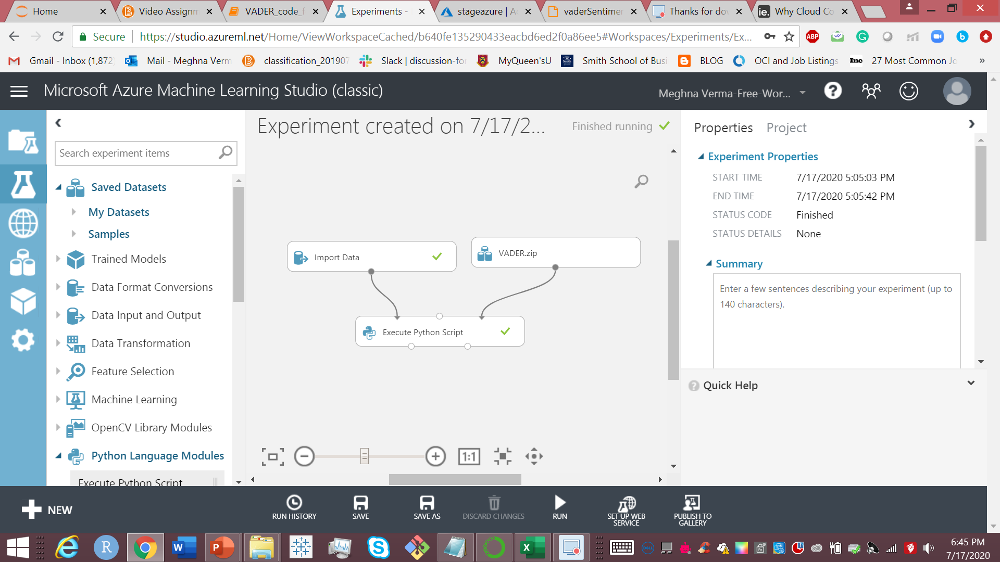 Home
Video Assignm
VADER_code_f
Experiments -
stageazure | A
vaderSentimen
Thanks for do
Why Cloud Co
Secure
https://studio.azureml.net/Home/ViewWorkspaceCached/b640fe135290433eacbd6ed2f0a86ee5#Workspaces/Experiments/Ex...
ABP
Gmail - Inbox (1,872)
Mail - Meghna Verm
classification_201907
Slack | discussion-for
MyQueen'sU
Smith School of Busi
BLOG
OCI and Job Listings
Inc
27 Most Common Jo
Microsoft Azure Machine Learning Studio (classic)
Meghna Verma-Free-Wor...
Search experiment items
Saved Datasets
My Datasets
Samples
Trained Models
Data Format Conversions
Data Input and Output
Data Transformation
Feature Selection
Machine Learning
OpenCV Library Modules
Python Language Modules
Execute Python Script
Experiment created on 7/17/2...
Finished running
Import Data
VADER.zip
Execute Python Script
1:1
Properties
Project
Experiment Properties
START TIME 7/17/2020 5:05:03 PM
END TIME 7/17/2020 5:05:42 PM
STATUS CODE Finished
STATUS DETAILS None
Summary
Enter a few sentences describing your experiment (up to
140 characters).
Quick Help
NEW
RUN HISTORY
SAVE
SAVE AS
DISCARD CHANGES
RUN
SET UP WEB
SERVICE
PUBLISH TO
GALLERY
6:45 PM
7/17/2020